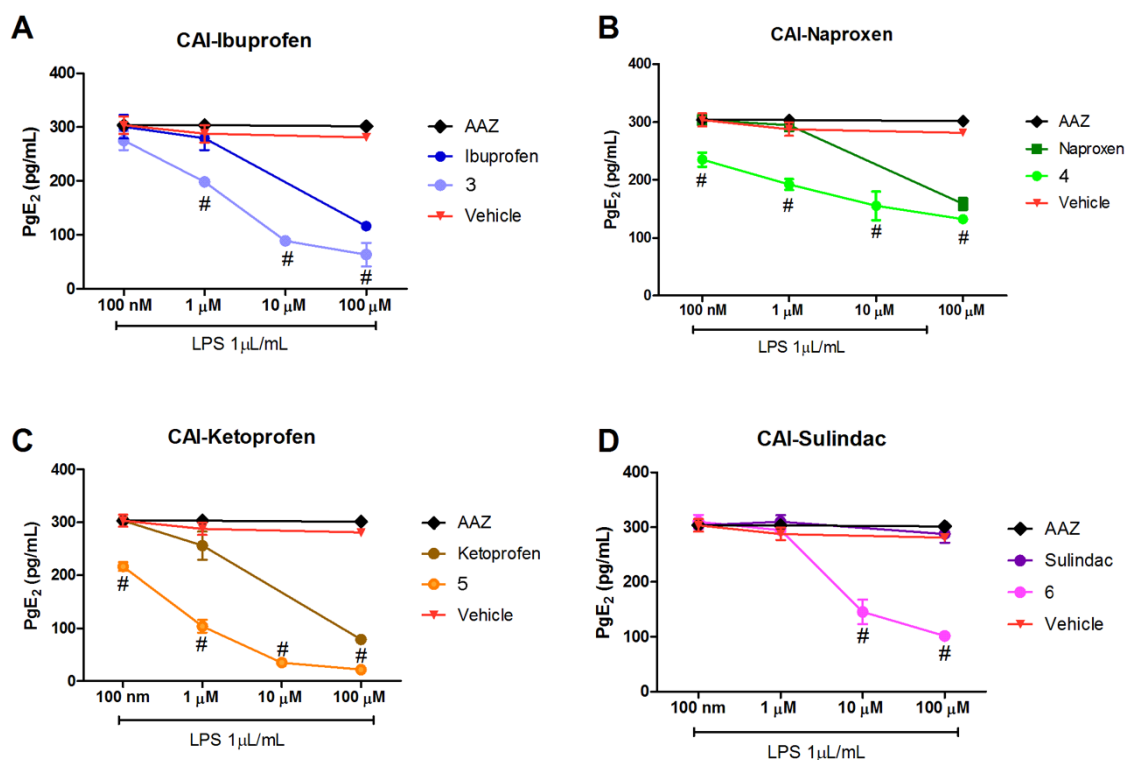 A
CAI-Ibuprofen
PgE2 (pg/mL)
400
300
200
100
0
100 nM 1 μM 10 μM 100 μM
LPS 1μL/mL
AAZ
Ibuprofen
3
Vehicle
#
#
#
B
CAI-Naproxen
PgE2 (pg/mL)
400
300
200
100
0
100 nM 1 μM 10 μM 100 μM
LPS 1μL/mL
AAZ
Naproxen
4
Vehicle
#
#
#
#
C
CAI-Ketoprofen
PgE2 (pg/mL)
400
300
200
100
0
100 nm 1 μM 10 μM 100 μM
LPS 1μL/mL
AAZ
Ketoprofen
5
Vehicle
#
#
#
#
D
CAI-Sulindac
PgE2 (pg/mL)
400
300
200
100
0
100 nm 1 μM 10 μM 100 μM
LPS 1μL/mL
AAZ
Sulindac
6
Vehicle
#
#